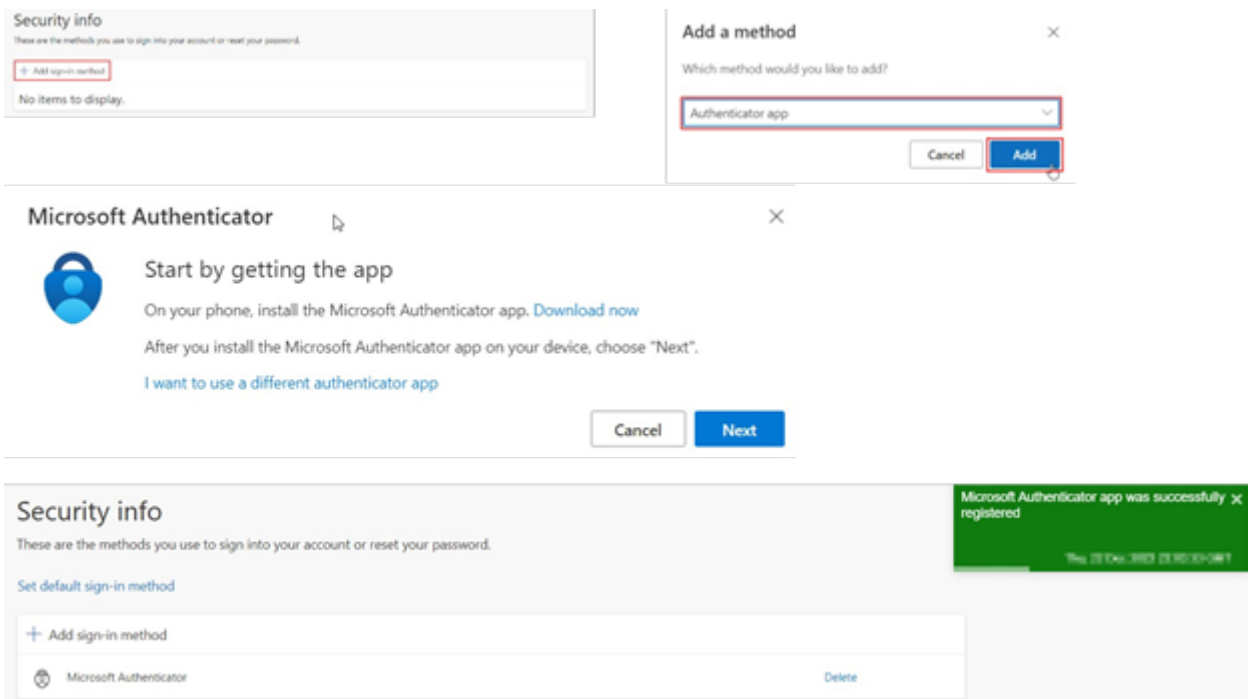 Security info
These are the methods you use to sign into your account or reset your password.
+ Add sign-in method
No items to display.
Add a method
Which method would you like to add?
Authenticator app
Cancel
Add
Microsoft Authenticator
Start by getting the app
On your phone, install the Microsoft Authenticator app. Download now
After you install the Microsoft Authenticator app on your device, choose "Next".
I want to use a different authenticator app
Cancel
Next
Security info
These are the methods you use to sign into your account or reset your password.
Set default sign-in method
+ Add sign-in method
Microsoft Authenticator
Delete
Microsoft Authenticator app was successfully
registered